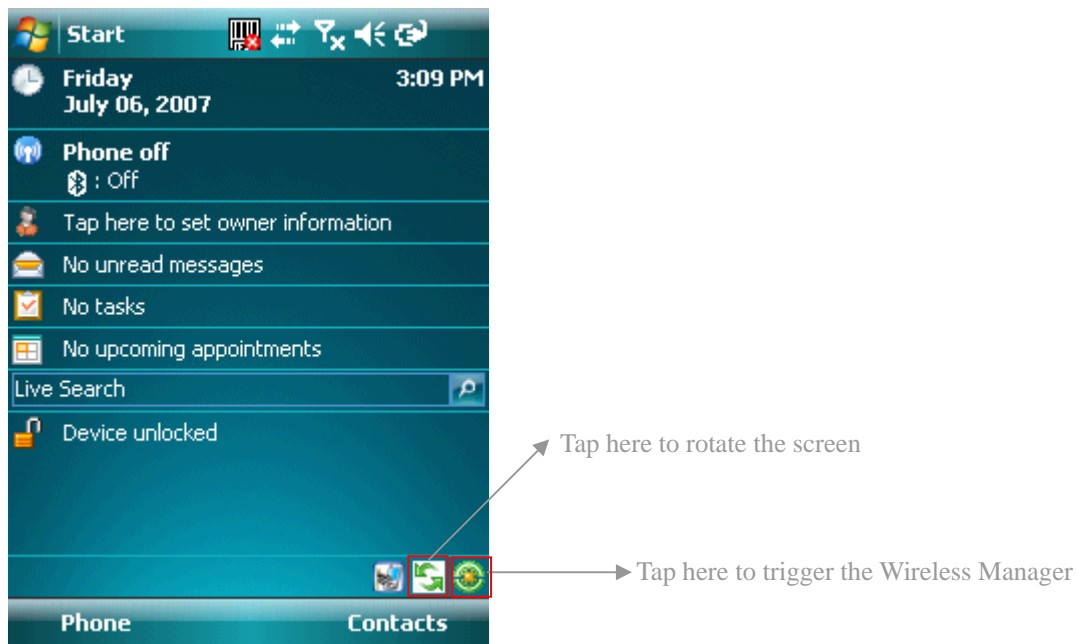 Start
Friday 3:09 PM
July 06, 2007
Phone off
: Off
Tap here to set owner information
No unread messages
No tasks
No upcoming appointments
Live Search
Device unlocked
Tap here to rotate the screen
Tap here to trigger the Wireless Manager
Phone Contacts